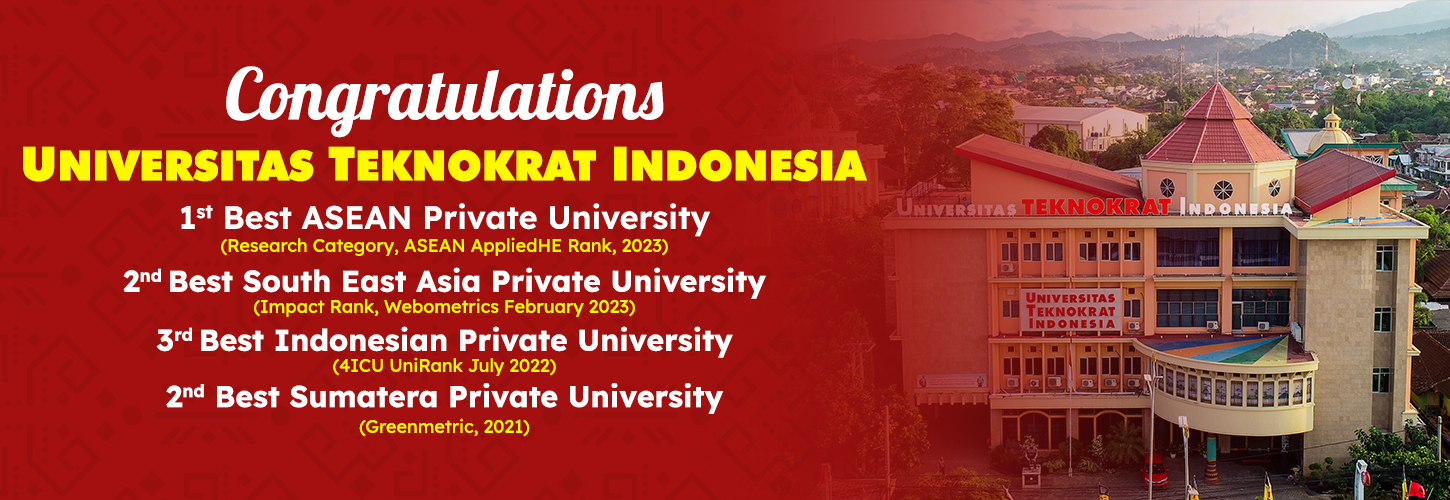 Congratulations
UNIVERSITAS TEKNOKRAT INDONESIA
1st Best ASEAN Private University
(Research Category, ASEAN AppliedHE Rank, 2023)
2nd Best South East Asia Private University
(Impact Rank, Webometrics February 2023)
3rd Best Indonesian Private University
(4ICU UniRank July 2022)
2nd Best Sumatera Private University
(Greenmetric, 2021)
UNIVERSITAS TEKNOKRAT INDONESIA
UNIVERSITAS
TEKNOKRAT
INDONESIA